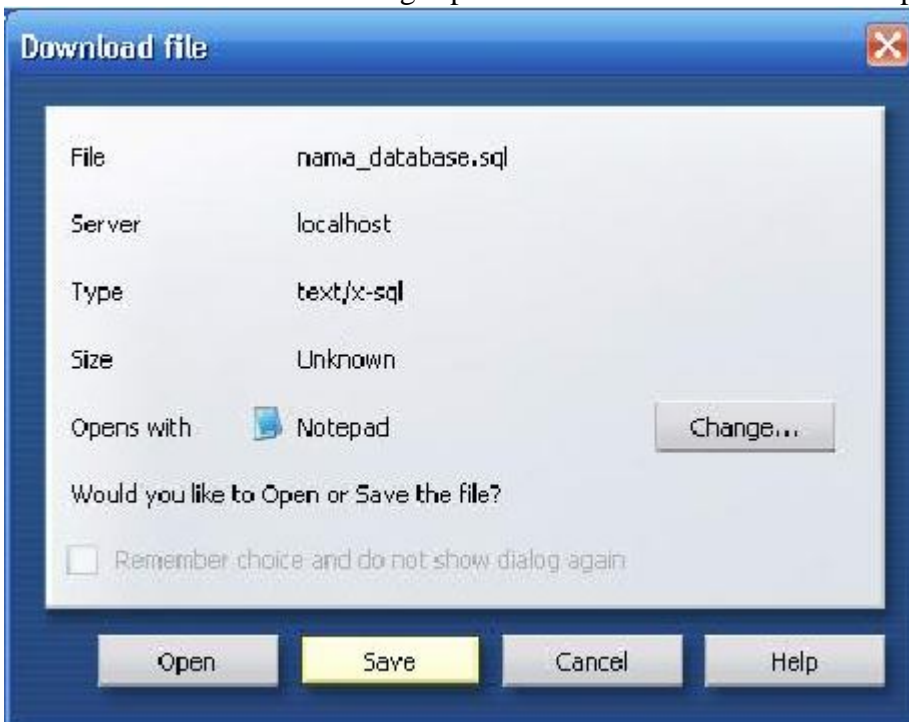 Download file
File nama_database.sql
Server localhost
Type text/x-sql
Size Unknown
Opens with Notepad Change...
Would you like to Open or Save the file?
Remember choice and do not show dialog again
Open Save Cancel Help